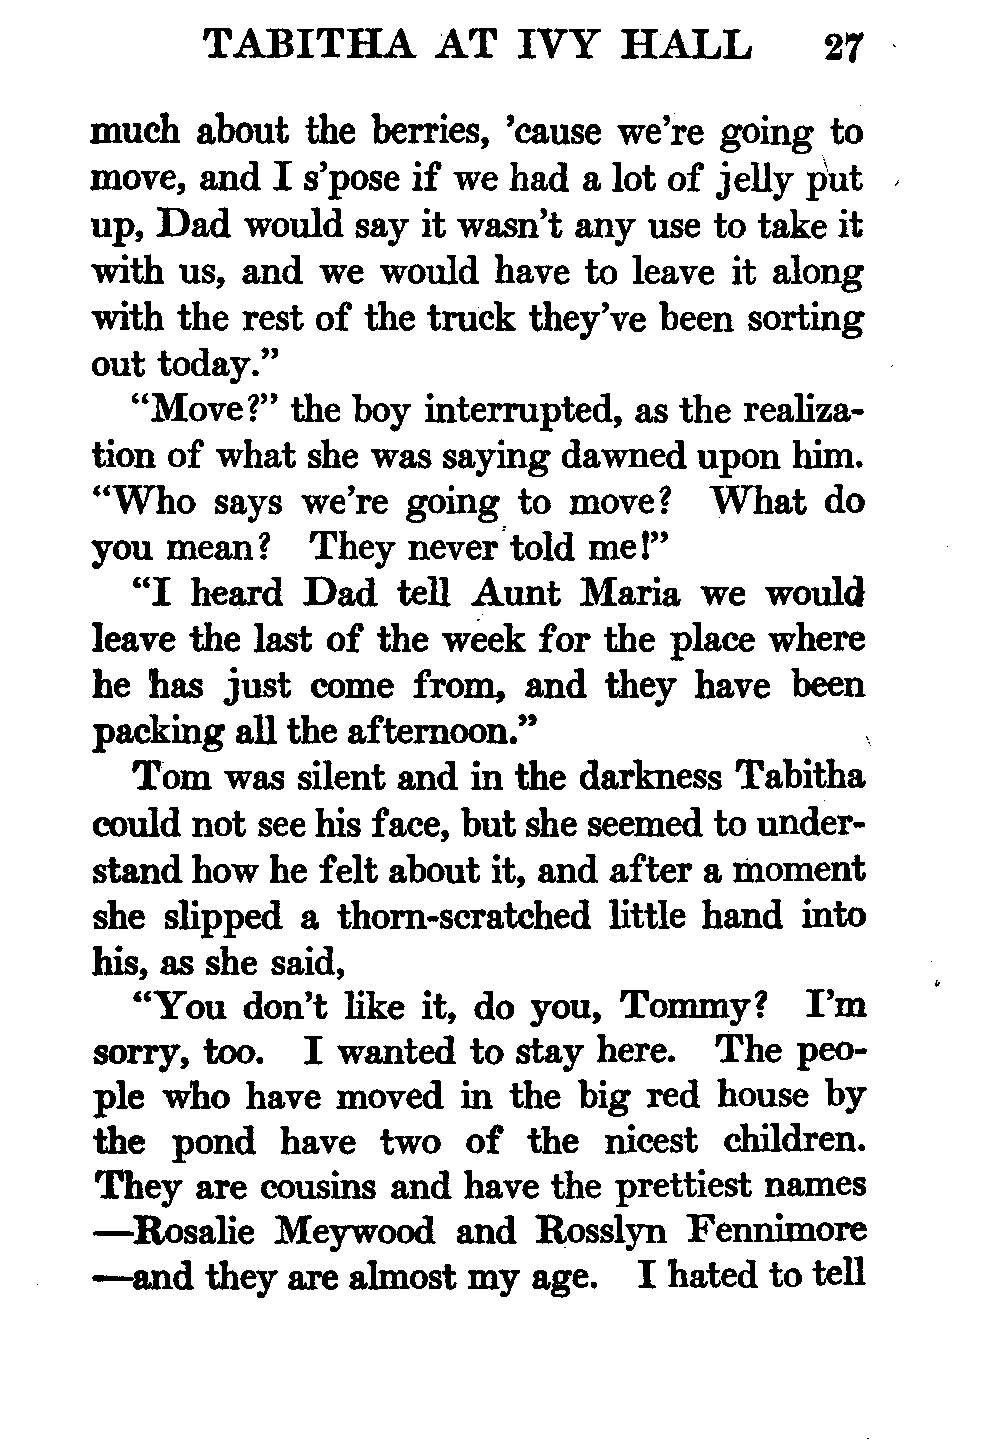 TABITHA AT IVY HALL 27
much about the berries, ’cause we’re going to
move, and I s’pose if we had a lot of jelly put
up, Dad would say it wasn’t any use to take it
with us, and we would have to leave it along
with the rest of the truck they’ve been sorting
out today.”
“Move?” the boy interrupted, as the realiza-
tion of what she was saying dawned upon him.
“Who says we’re going to move? What do
you mean? They never told me!”
“I heard Dad tell Aunt Maria we would
leave the last of the week for the place where
he has just come from, and they have been
packing all the afternoon.”
Tom was silent and in the darkness Tabitha
could not see his face, but she seemed to under-
stand how he felt about it, and after a moment
she slipped a thorn-scratched little hand into
his, as she said,
“You don’t like it, do you, Tommy? I’m
sorry, too. I wanted to stay here. The peo-
ple who have moved in the big red house by
the pond have two of the nicest children.
They are cousins and have the prettiest names
—Rosalie Meywood and Rosslyn Fennimore
—and they are almost my age. I hated to tell